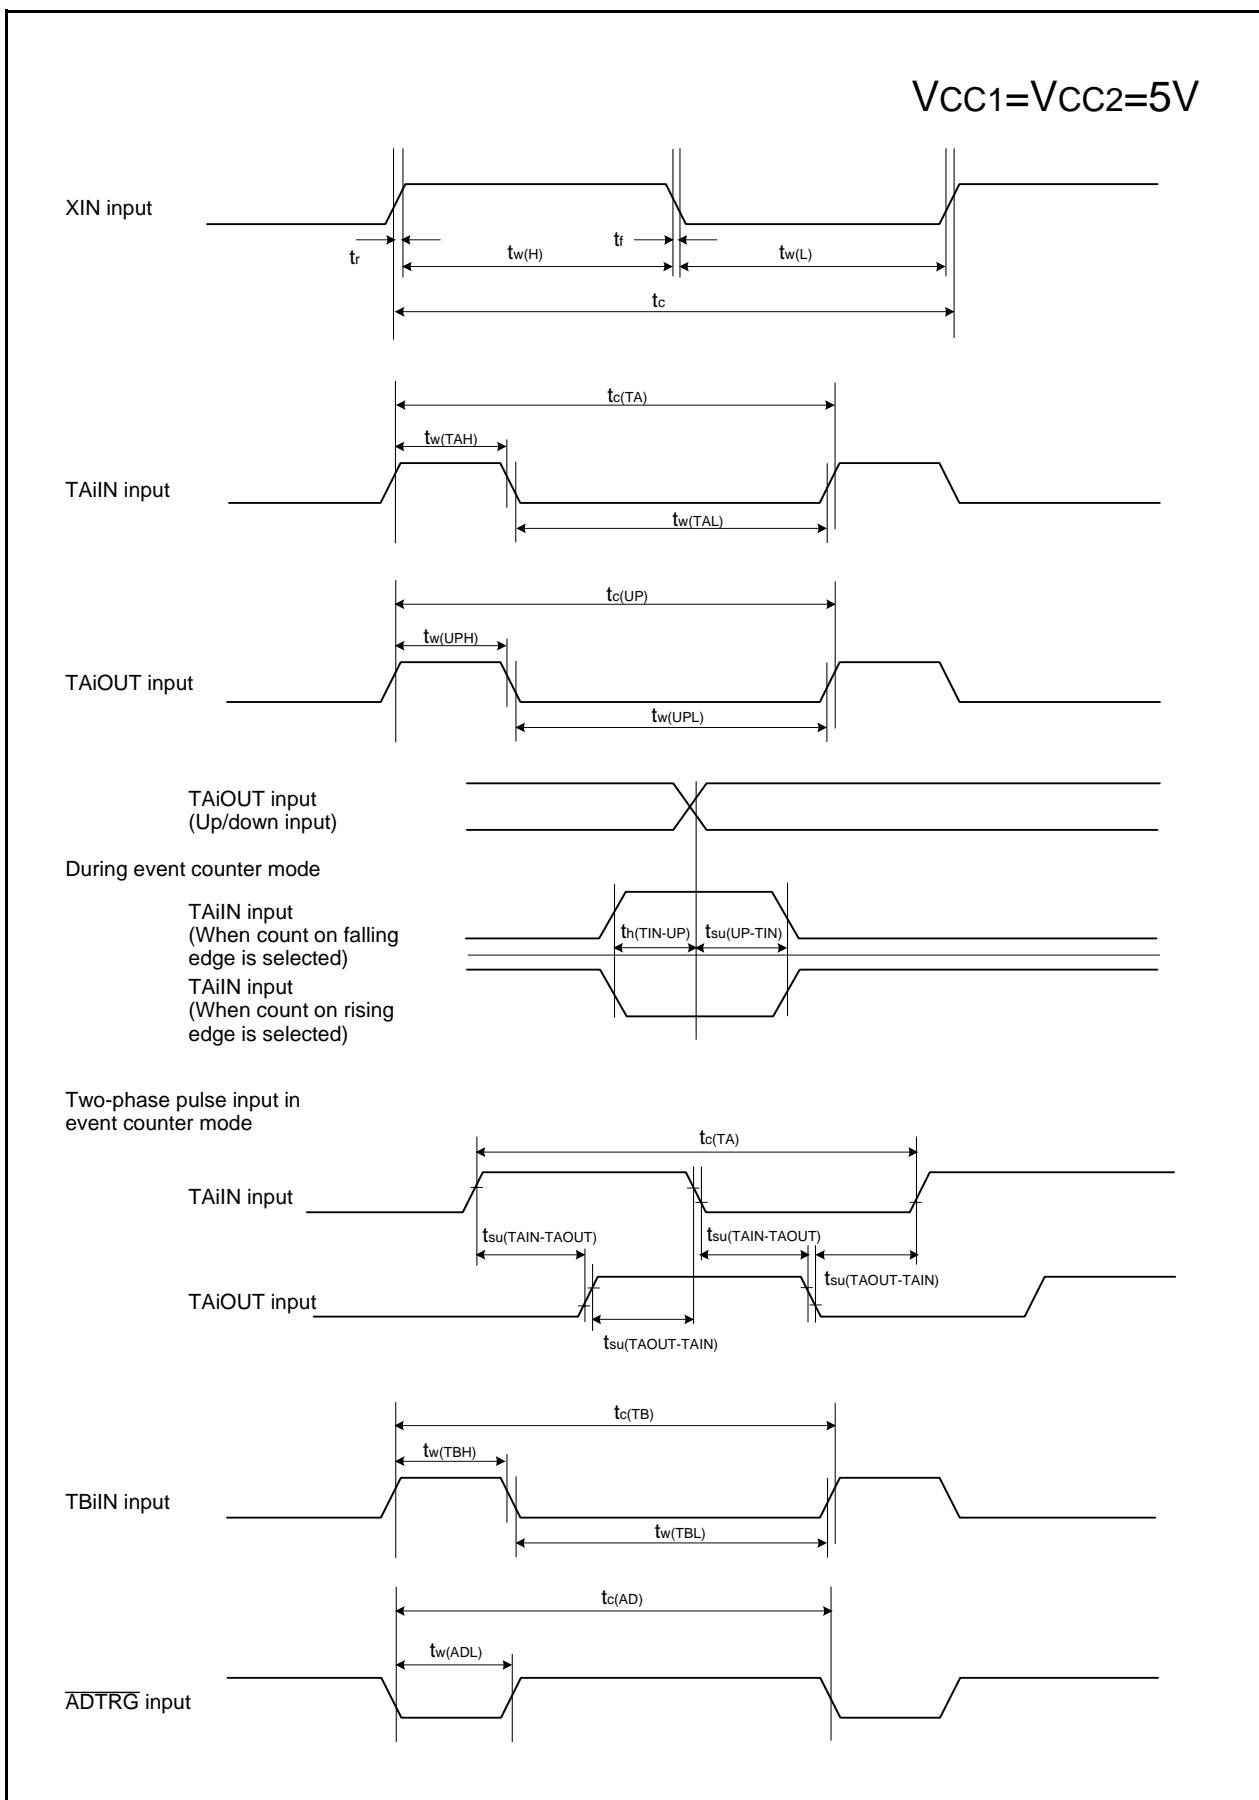 VCC1=VCC2=5V
XIN input
tr
tw(H)
tf
tw(L)
tc
tc(TA)
tw(TAH)
TAiIN input
tw(TAL)
tc(UP)
tw(UPH)
TAiOUT input
tw(UPL)
TAiOUT input
(Up/down input)
During event counter mode
TAiIN input
(When count on falling
edge is selected)
th(TIN-UP)
tsu(UP-TIN)
TAiIN input
(When count on rising
edge is selected)
Two-phase pulse input in
event counter mode
tc(TA)
TAiIN input
tsu(TAIN-TAOUT)
tsu(TAIN-TAOUT)
tsu(TAOUT-TAIN)
TAiOUT input
tsu(TAOUT-TAIN)
tc(TB)
tw(TBH)
TBiIN input
tw(TBL)
tc(AD)
tw(ADL)
ADTRG input